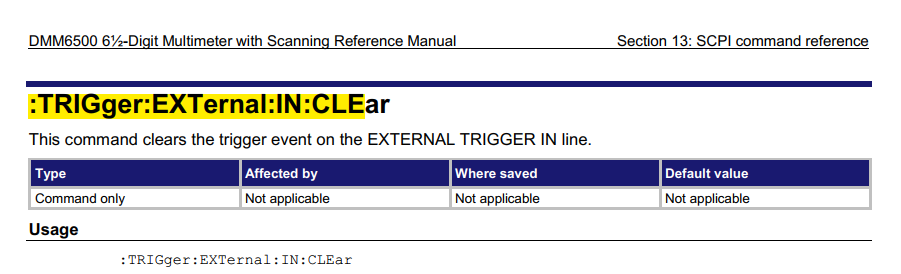 DMM6500 6½-Digit Multimeter with Scanning Reference Manual Section 13: SCPI command reference
:TRIGger:EXTernal:IN:CLEar
This command clears the trigger event on the EXTERNAL TRIGGER IN line.
Type Affected by Where saved Default value
Command only Not applicable Not applicable Not applicable
Usage
:TRIGger:EXTernal:IN:CLEar